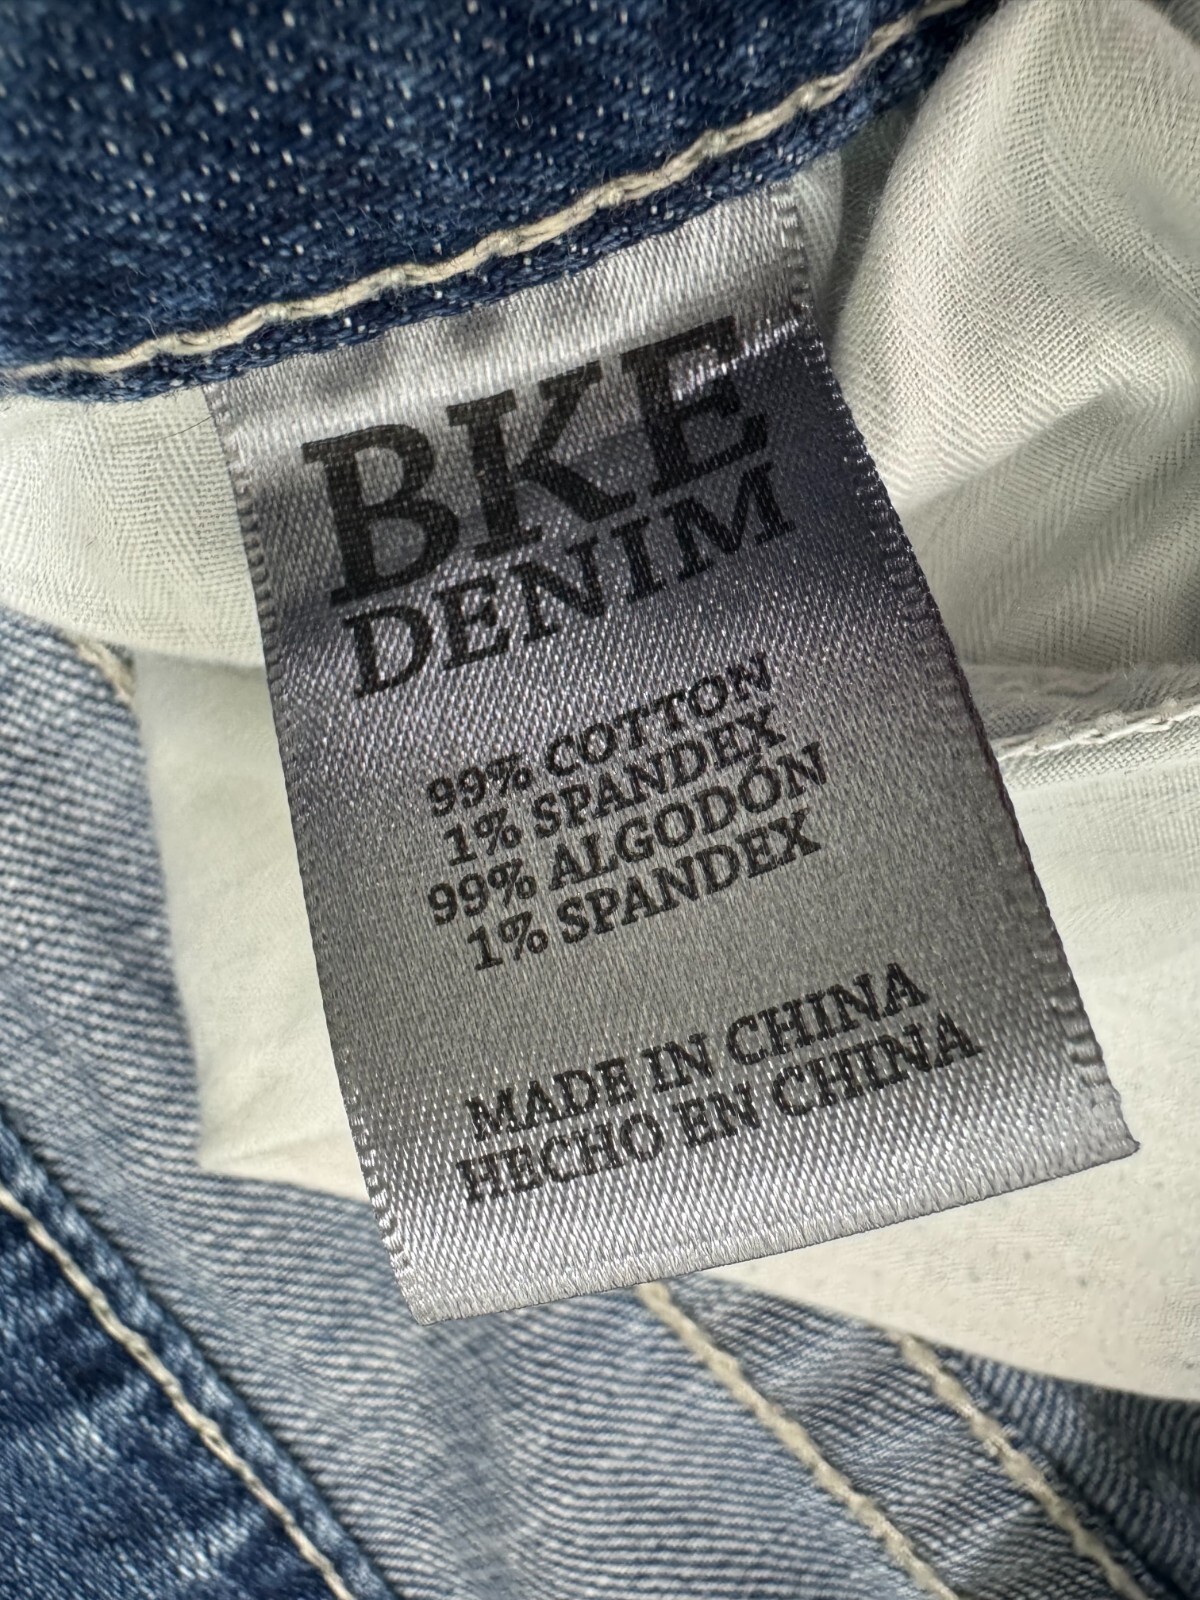 BKE
DENIM
99% COTTON
1% SPANDEX
99% ALGODÓN
1% SPANDEX
MADE IN CHINA
HECHO EN CHINA